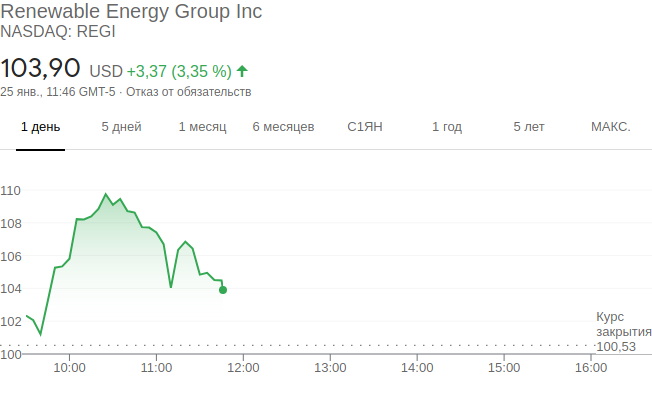 Renewable Energy Group Inc
NASDAQ: REGI
103,90 USD +3,37 (3,35 %)
25 янв., 11:46 GMT-5 · Отказ от обязательств
1 день 5 дней 1 месяц 6 месяцев С1ЯН 1 год 5 лет МАКС.
110
108
106
104
102
100
Курс
закрытия
100,53
10:00 11:00 12:00 13:00 14:00 15:00 16:00